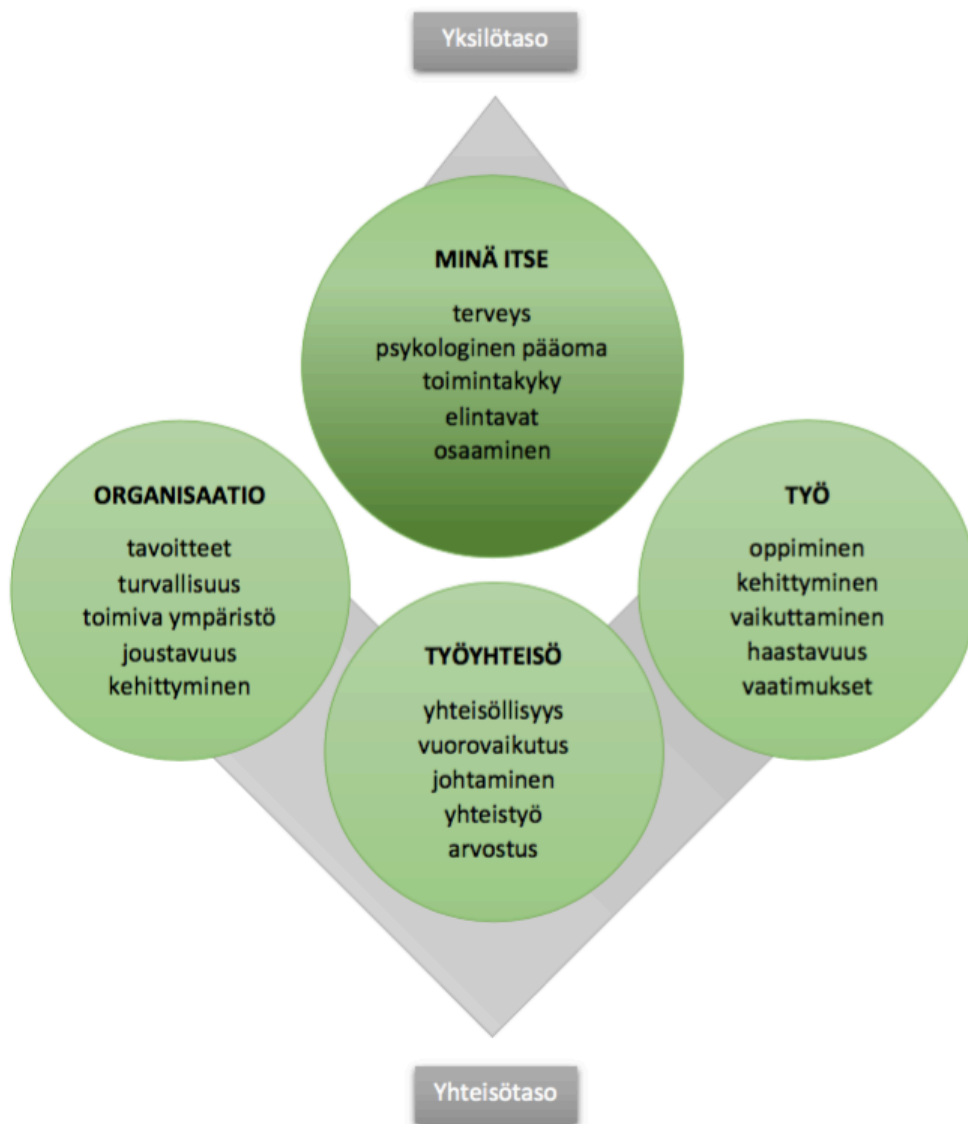 Yksilötaso
MINÄ ITSE
terveys
psykologinen pääoma
toimintakyky
elintavat
osaaminen
ORGANISAATIO
tavoitteet
turvallisuus
toimiva ympäristö
joustavuus
kehittyminen
TYÖYHTEISÖ
yhteisöllisyys
vuorovaikutus
johtaminen
yhteistyö
arvostus
TYÖ
oppiminen
kehittyminen
vaikuttaminen
haastavuus
vaatimukset
Yhteisötaso